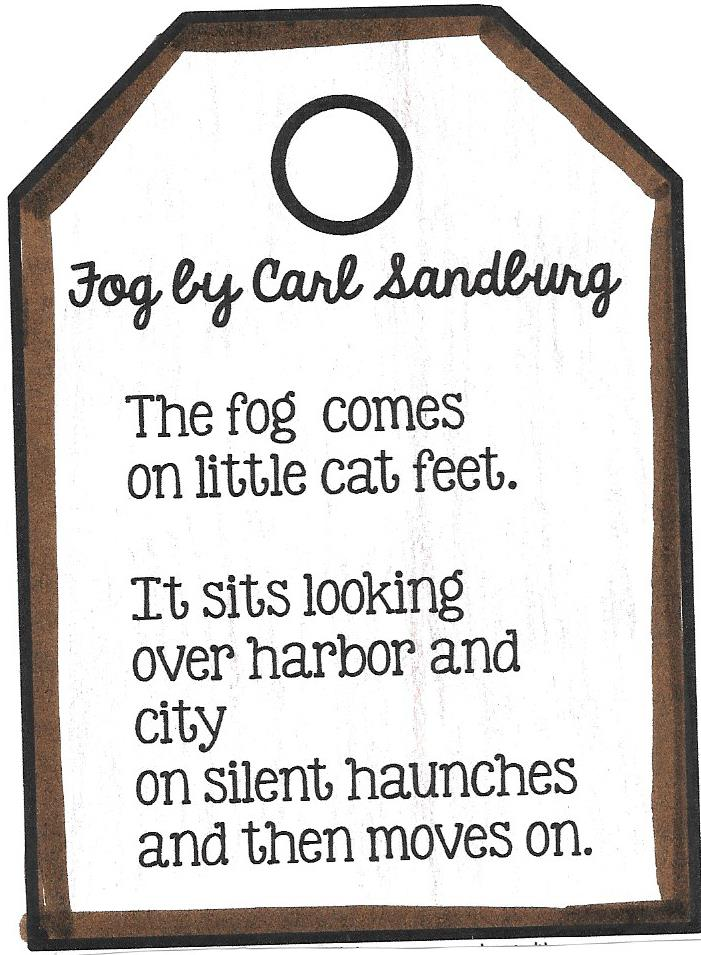 Fog by Carl Sandburg
The fog comes
on little cat feet.
It sits looking
over harbor and
city
on silent haunches
and then moves on.